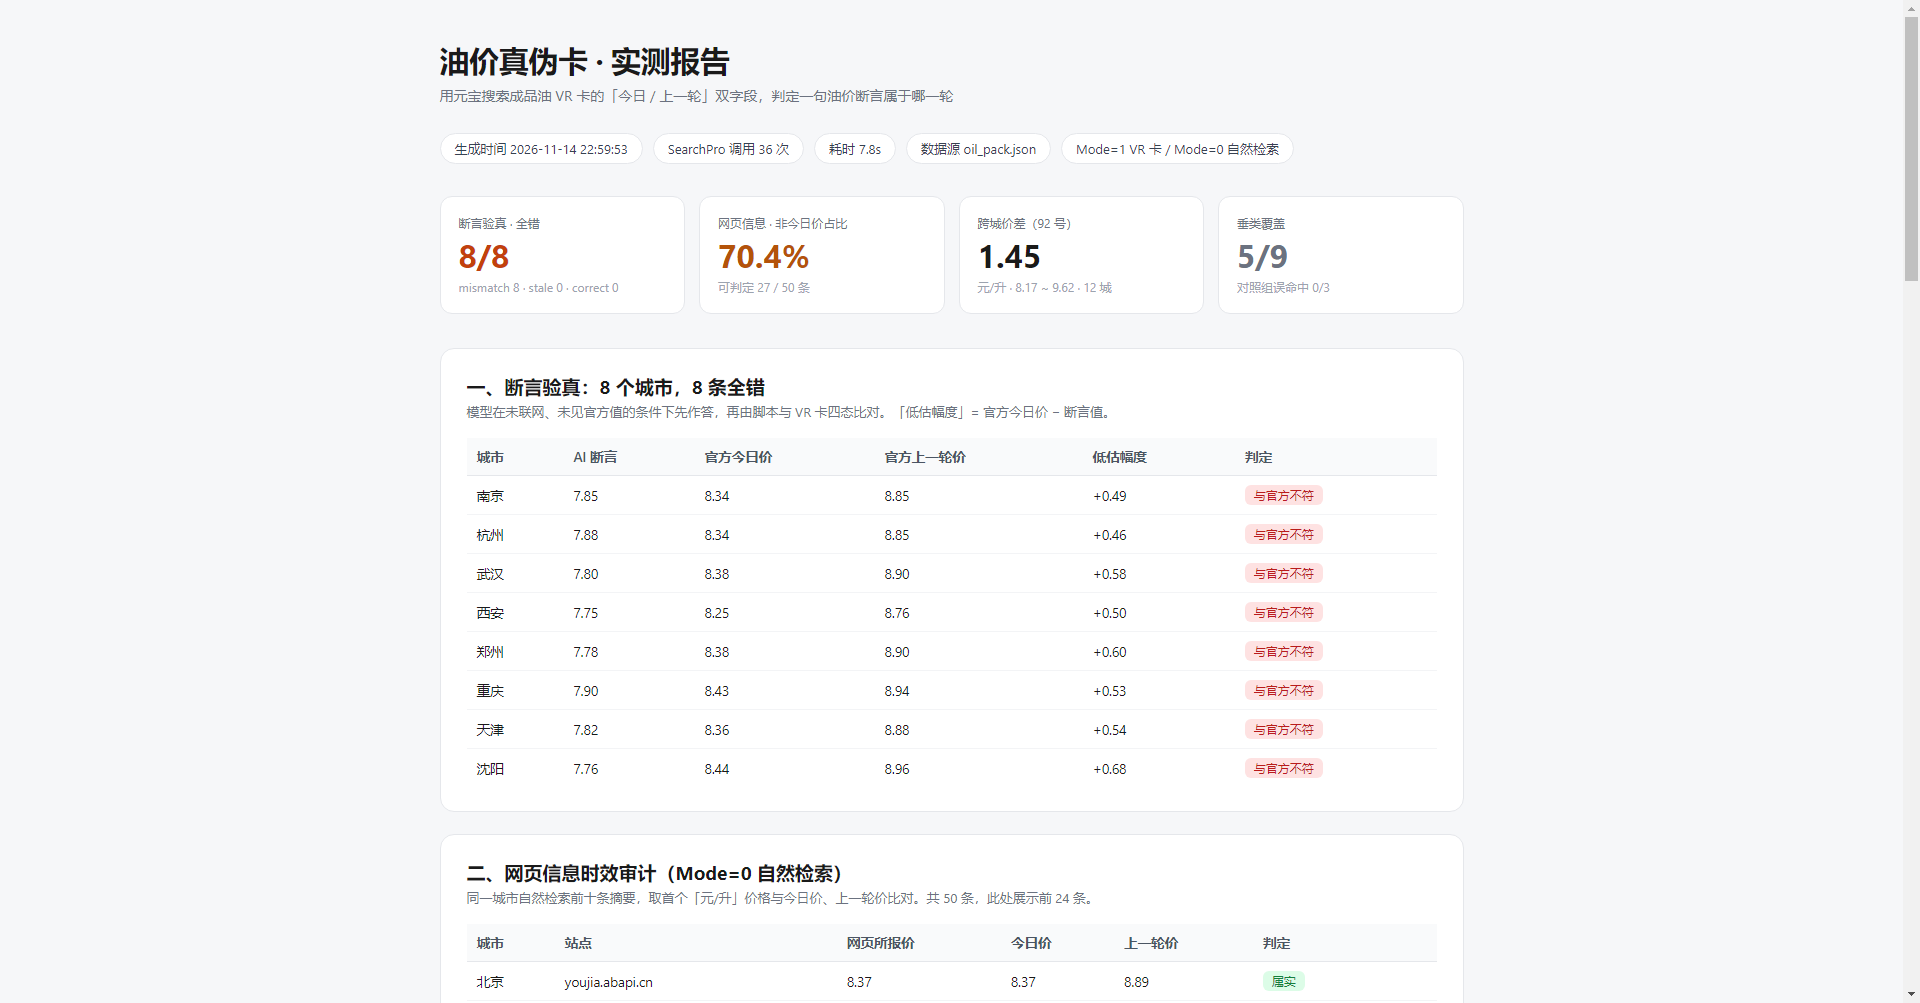 油价真伪卡 · 实测报告
用元宝搜索成品油 VR 卡的「今日 / 上一轮」双字段，判定一句油价断言属于哪一轮
生成时间 2026-11-14 22:59:53
SearchPro 调用 36 次
耗时 7.8s
数据源 oil_pack.json
Mode=1 VR 卡 / Mode=0 自然检索
断言验真 · 全错
8/8
mismatch 8 · stale 0 · correct 0
网页信息 · 非今日价占比
70.4%
可判定 27 / 50 条
跨城价差（92 号）
1.45
元/升 · 8.17 ~ 9.62 · 12 城
垂类覆盖
5/9
对照组误命中 0/3
一、断言验真：8 个城市，8 条全错
模型在未联网、未见官方值的条件下先作答，再由脚本与 VR 卡四态比对。「低估幅度」= 官方今日价 − 断言值。
城市 AI 断言 官方今日价 官方上一轮价 低估幅度 判定
南京 7.85 8.34 8.85 +0.49 与官方不符
杭州 7.88 8.34 8.85 +0.46 与官方不符
武汉 7.80 8.38 8.90 +0.58 与官方不符
西安 7.75 8.25 8.76 +0.50 与官方不符
郑州 7.78 8.38 8.90 +0.60 与官方不符
重庆 7.90 8.43 8.94 +0.53 与官方不符
天津 7.82 8.36 8.88 +0.54 与官方不符
沈阳 7.76 8.44 8.96 +0.68 与官方不符
二、网页信息时效审计（Mode=0 自然检索）
同一城市自然检索前十条摘要，取首个「元/升」价格与今日价、上一轮价比对。共 50 条，此处展示前 24 条。
城市 站点 网页所报价 今日价 上一轮价 判定
北京 youjia.abapi.cn 8.37 8.37 8.89 属实